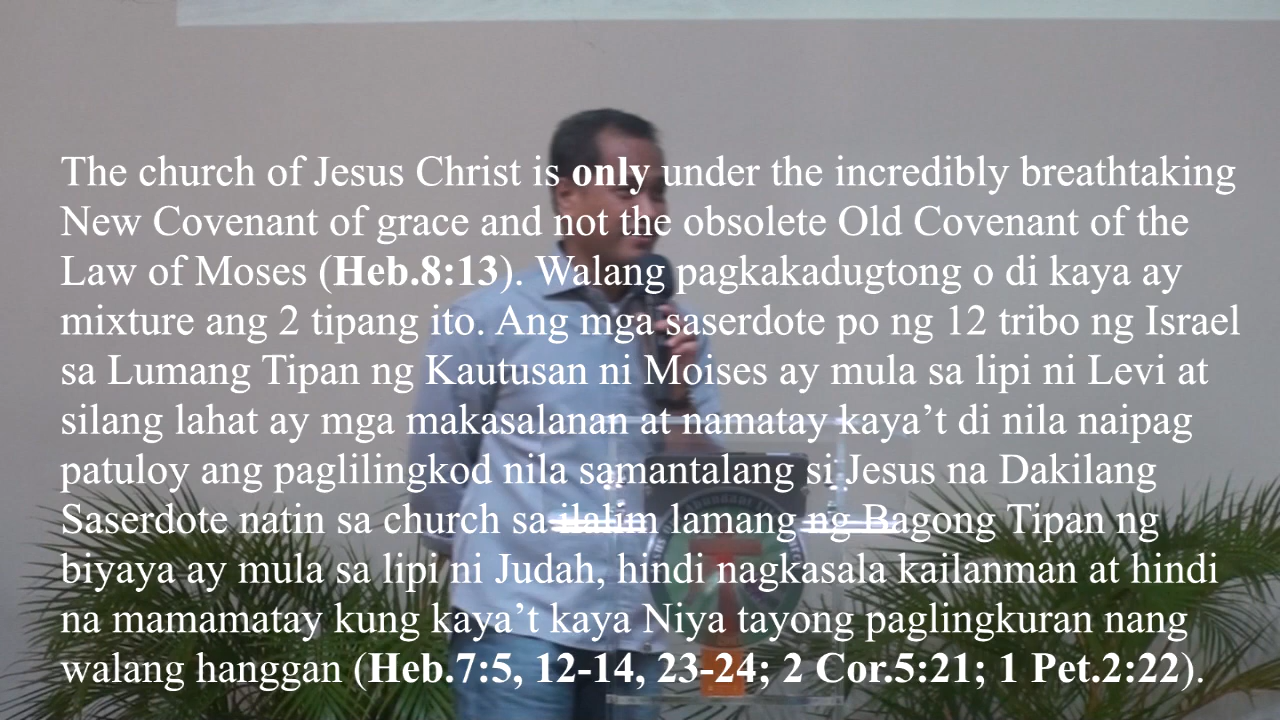 The church of Jesus Christ is only under the incredibly breathtaking
New Covenant of grace and not the obsolete Old Covenant of the
Law of Moses (Heb.8:13). Walang pagkakadugtong o di kaya ay
mixture ang 2 tipang ito. Ang mga saserdote po ng 12 tribo ng Israel
sa Lumang Tipan ng Kautusan ni Moises ay mula sa lipi ni Levi at
silang lahat ay mga makasalanan at namatay kaya’t di nila naipag
patuloy ang paglilingkod nila samantalang si Jesus na Dakilang
Saserdote natin sa church sa ilalim lamang ng Bagong Tipan ng
biyaya ay mula sa lipi ni Judah, hindi nagkasala kailanman at hindi
na mamamatay kung kaya’t kaya Niya tayong paglingkuran nang
walang hanggan (Heb.7:5, 12-14, 23-24; 2 Cor.5:21; 1 Pet.2:22).